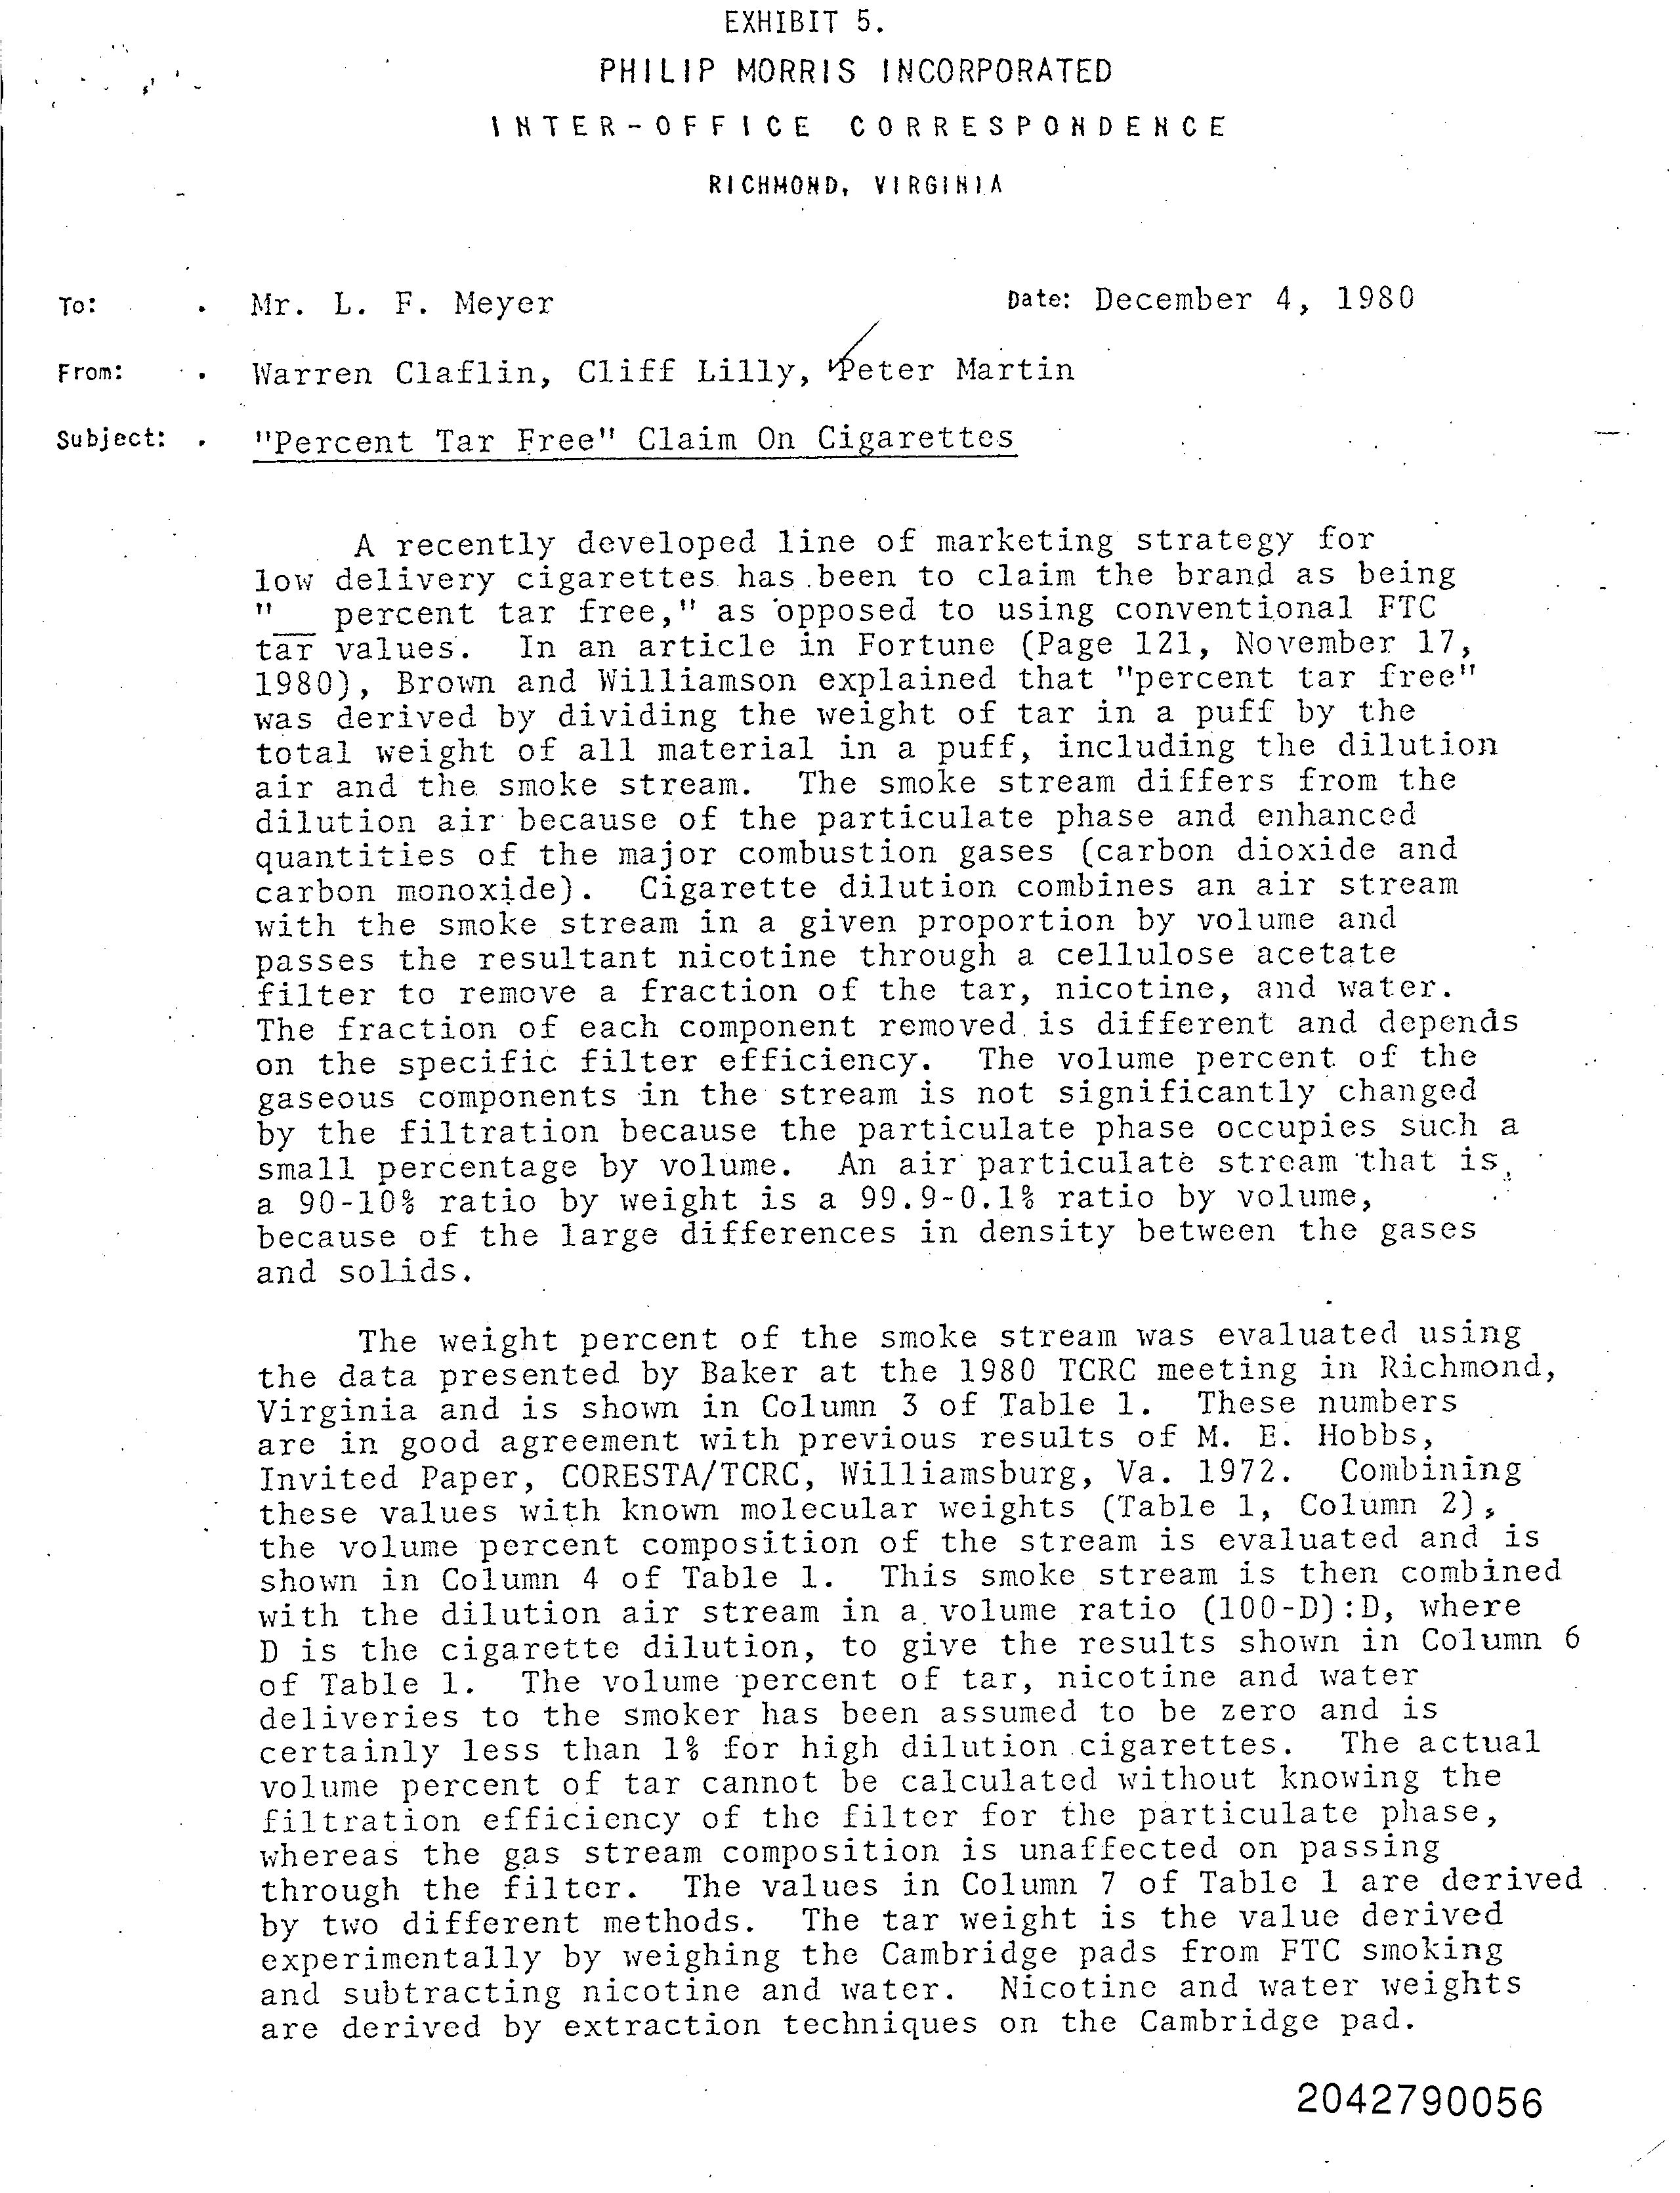 EXHIBIT 5.
PHILIP MORRIS INCORPORATED
INTER-OFFICE CORRESPONDENCE
RICHMOND, VIRGINIA
To: . Mr. L. F. Meyer Date: December 4, 1980
From: . Warren Claflin, Cliff Lilly, Peter Martin
Subject: . "Percent Tar Free" Claim On Cigarettes
A recently developed line of marketing strategy for
low delivery cigarettes has been to claim the brand as being
"__ percent tar free," as opposed to using conventional FTC
tar values. In an article in Fortune (Page 121, November 17,
1980), Brown and Williamson explained that "percent tar free"
was derived by dividing the weight of tar in a puff by the
total weight of all material in a puff, including the dilution
air and the smoke stream. The smoke stream differs from the
dilution air because of the particulate phase and enhanced
quantities of the major combustion gases (carbon dioxide and
carbon monoxide). Cigarette dilution combines an air stream
with the smoke stream in a given proportion by volume and
passes the resultant nicotine through a cellulose acetate
filter to remove a fraction of the tar, nicotine, and water.
The fraction of each component removed is different and depends
on the specific filter efficiency. The volume percent of the
gaseous components in the stream is not significantly changed
by the filtration because the particulate phase occupies such a
small percentage by volume. An air particulate stream that is
a 90-10% ratio by weight is a 99.9-0.1% ratio by volume,
because of the large differences in density between the gases
and solids.
The weight percent of the smoke stream was evaluated using
the data presented by Baker at the 1980 TCRC meeting in Richmond,
Virginia and is shown in Column 3 of Table 1. These numbers
are in good agreement with previous results of M. E. Hobbs,
Invited Paper, CORESTA/TCRC, Williamsburg, Va. 1972. Combining
these values with known molecular weights (Table 1, Column 2),
the volume percent composition of the stream is evaluated and is
shown in Column 4 of Table 1. This smoke stream is then combined
with the dilution air stream in a volume ratio (100-D):D, where
D is the cigarette dilution, to give the results shown in Column 6
of Table 1. The volume percent of tar, nicotine and water
deliveries to the smoker has been assumed to be zero and is
certainly less than 1% for high dilution cigarettes. The actual
volume percent of tar cannot be calculated without knowing the
filtration efficiency of the filter for the particulate phase,
whereas the gas stream composition is unaffected on passing
through the filter. The values in Column 7 of Table 1 are derived
by two different methods. The tar weight is the value derived
experimentally by weighing the Cambridge pads from FTC smoking
and subtracting nicotine and water. Nicotine and water weights
are derived by extraction techniques on the Cambridge pad.
2042790056